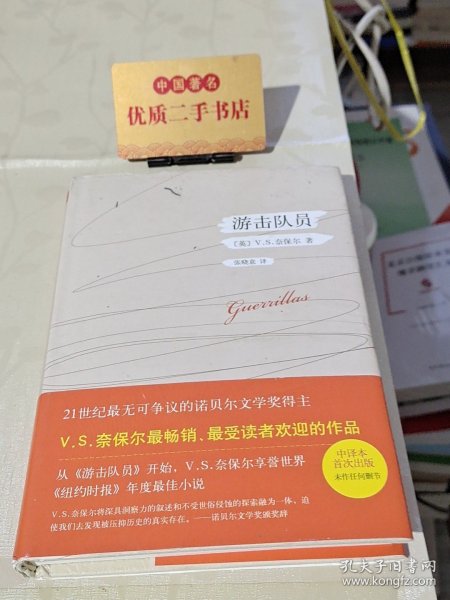 中国著名
优质二手书店
游击队员
〔英〕V.S.奈保尔 著
张晓意 译
Guerrillas
21世纪最无可争议的诺贝尔文学奖得主
V.S.奈保尔最畅销、最受读者欢迎的作品
从《游击队员》开始，V.S.奈保尔享誉世界
《纽约时报》年度最佳小说
V.S.奈保尔将深具洞察力的叙述和不受世俗侵蚀的探索融为一体，迫
使我们去发现被压抑历史的真实存在。——诺贝尔文学奖颁奖辞
中译本
首次出版
未作任何删节
孔夫子旧书网
www.kongfz.com